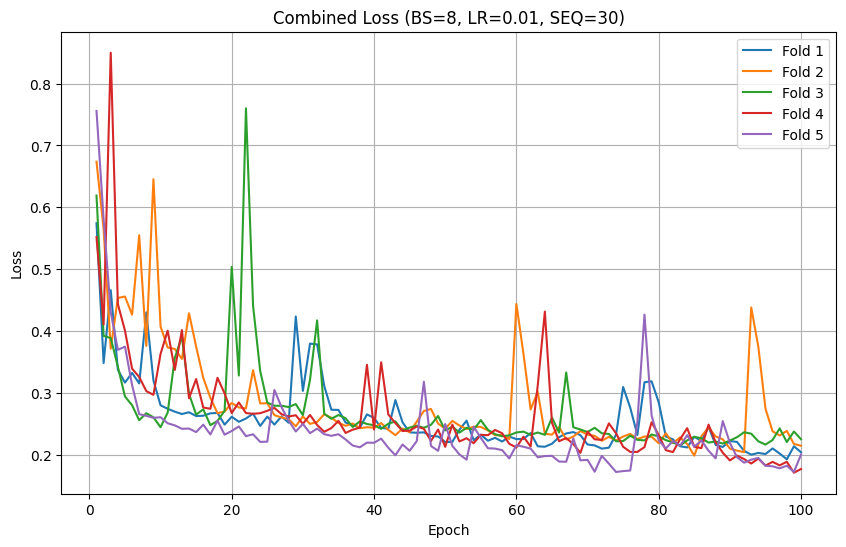 Combined Loss (BS=8, LR=0.01, SEQ=30)
Fold 1
Fold 2
Fold 3
Fold 4
Fold 5
Loss
0.8
0.7
0.6
0.5
0.4
0.3
0.2
0 20 40 60 80 100
Epoch